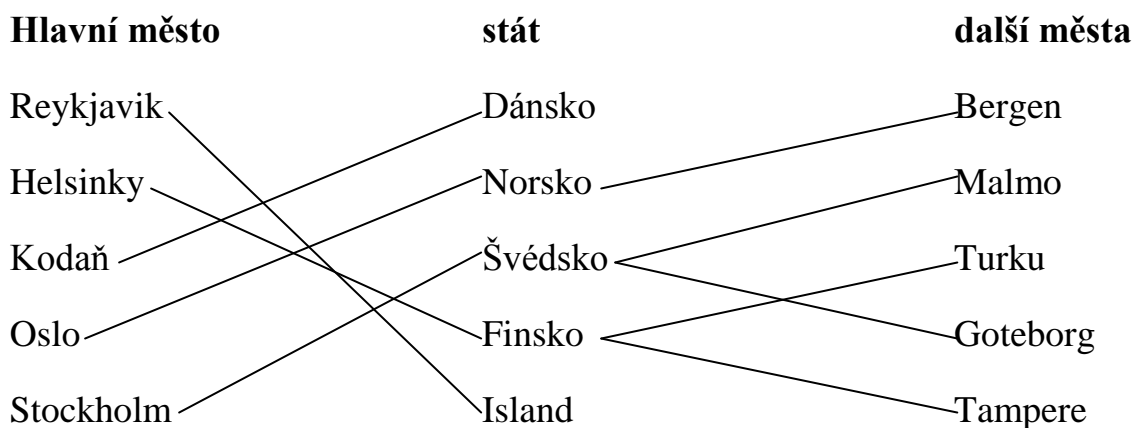 Hlavní město stát další města
Reykjavik Dánsko Bergen
Helsinky Norsko Malmo
Kodaň Švédsko Turku
Oslo Finsko Goteborg
Stockholm Island Tampere